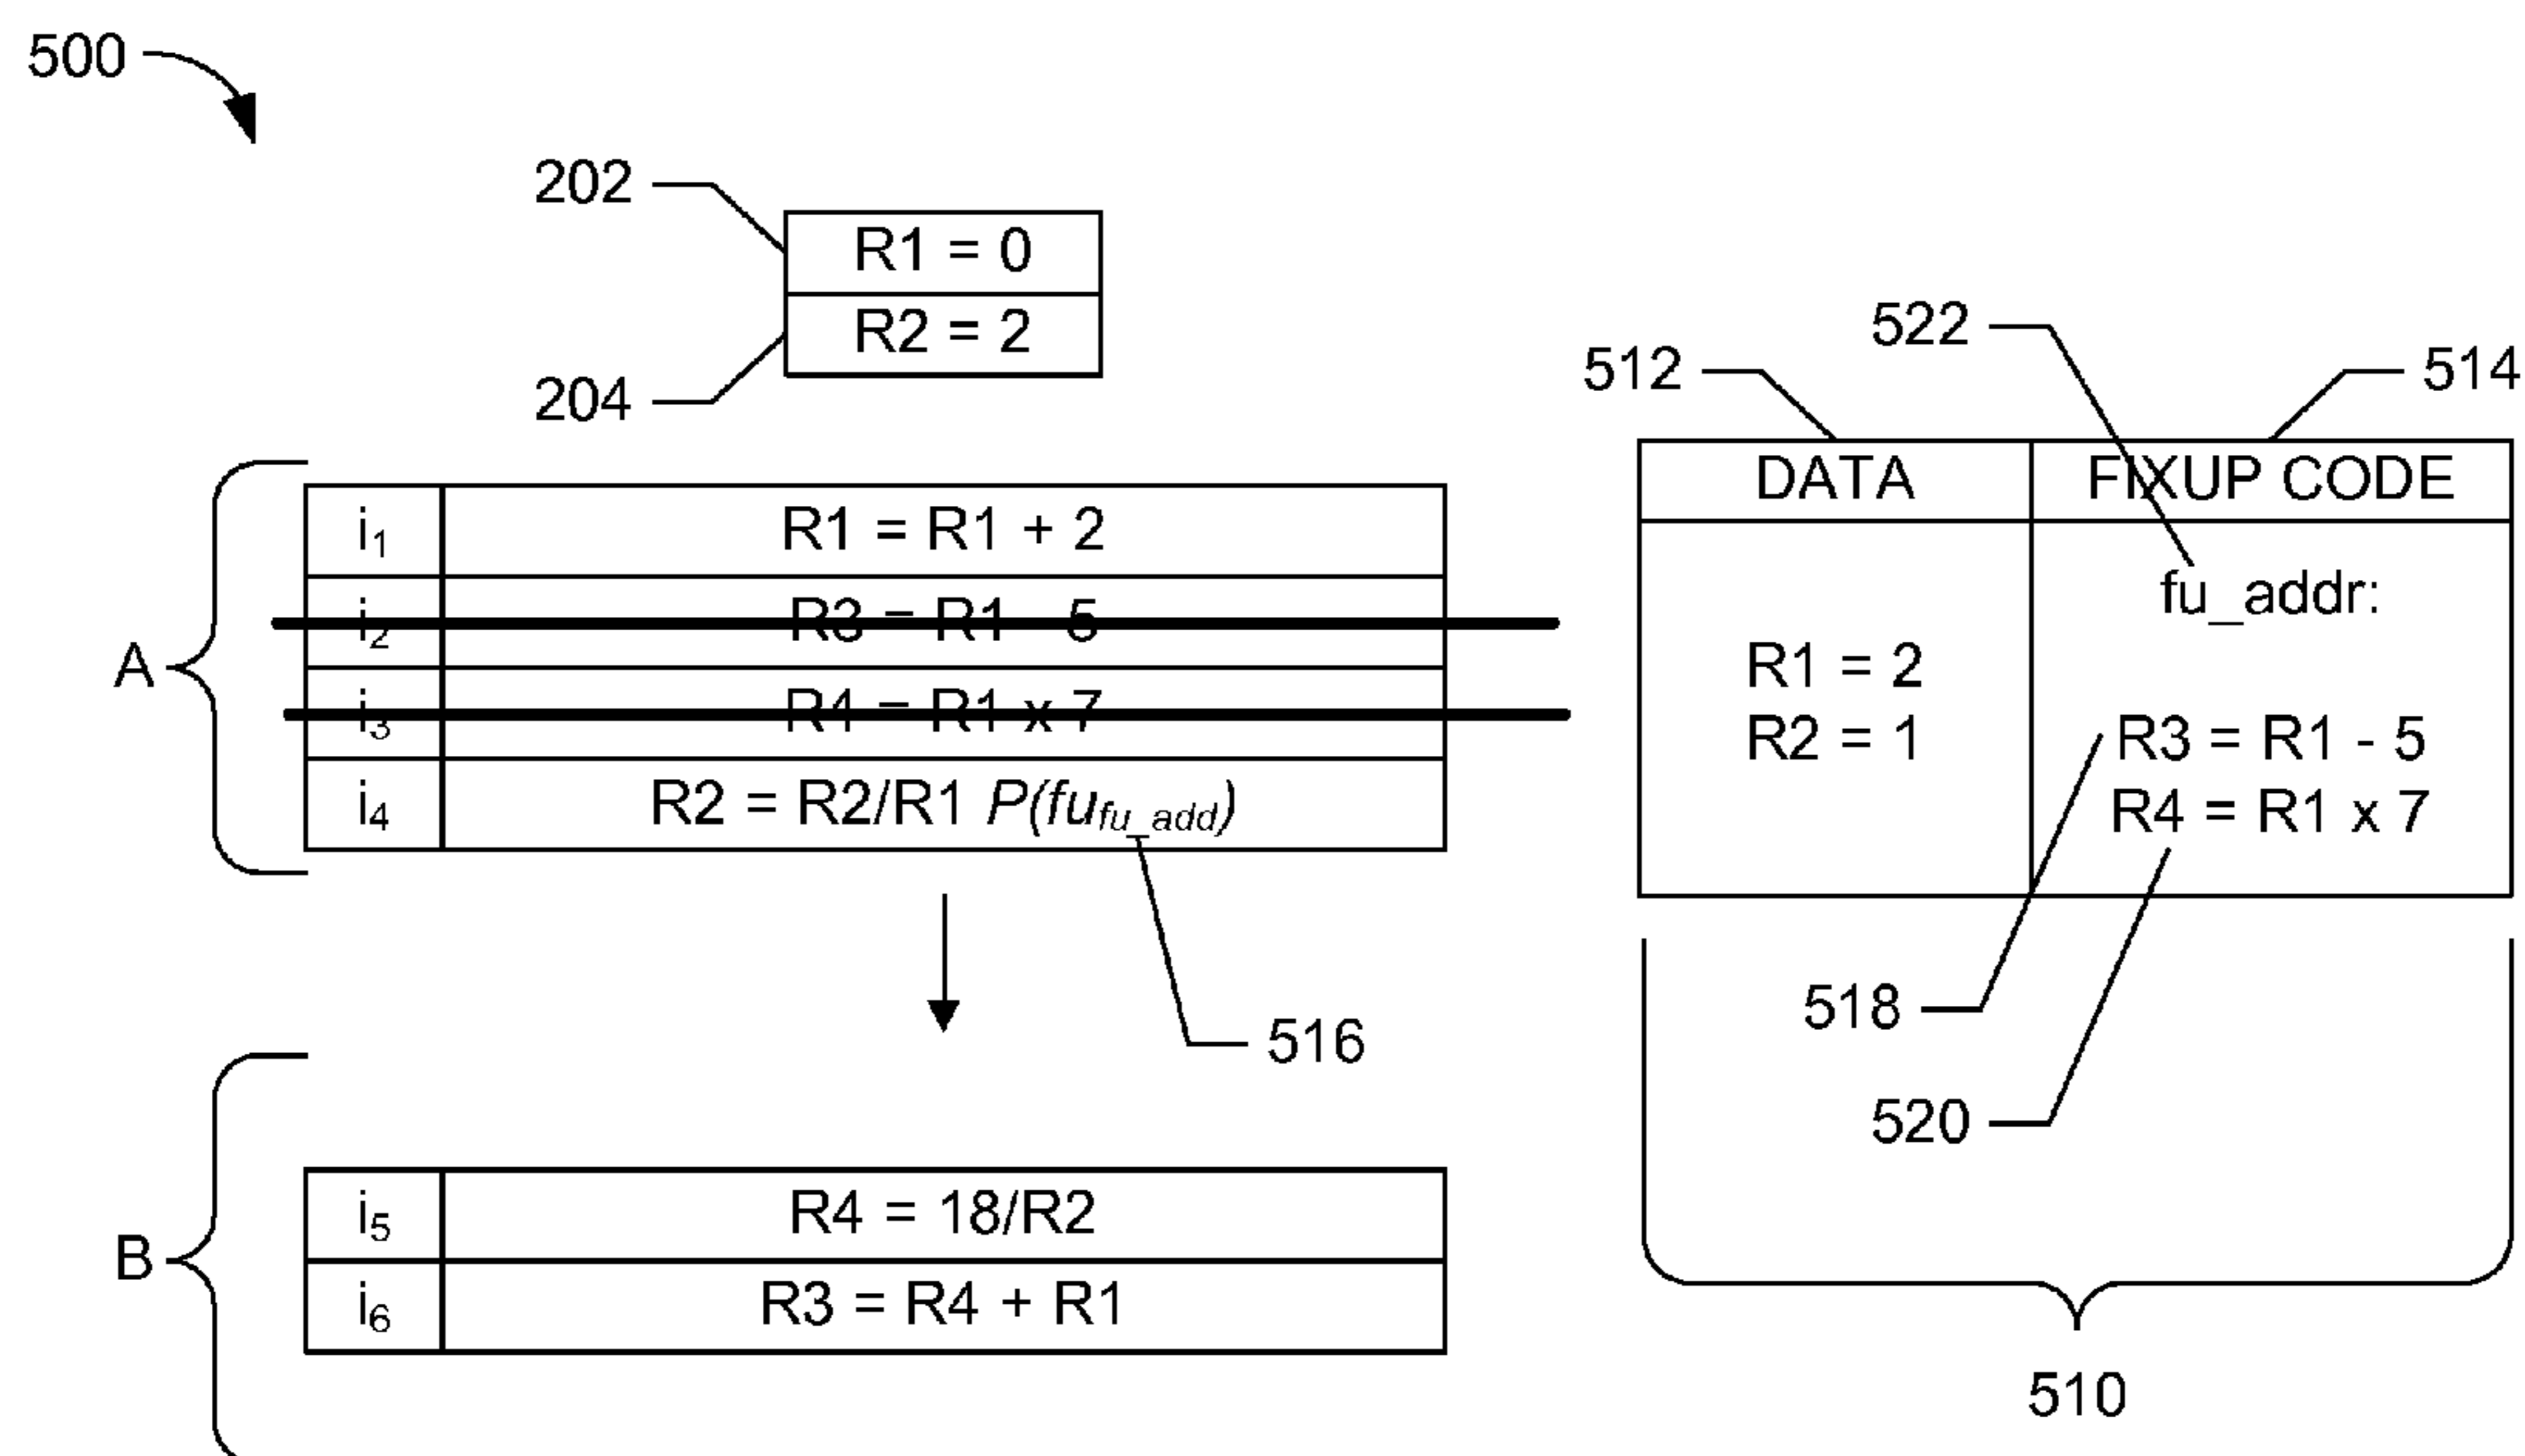 500
202
R1 = 0
R2 = 2
204
522
512
514
DATA FIXUP CODE
A
i1 R1 = R1 + 2
i2 R3 = R1 - 5
i3 R4 = R1 x 7
i4 R2 = R2/R1 P(fufu_add)
fu_addr:
R1 = 2
R2 = 1
R3 = R1 - 5
R4 = R1 x 7
516
518
520
B
i5 R4 = 18/R2
i6 R3 = R4 + R1
510